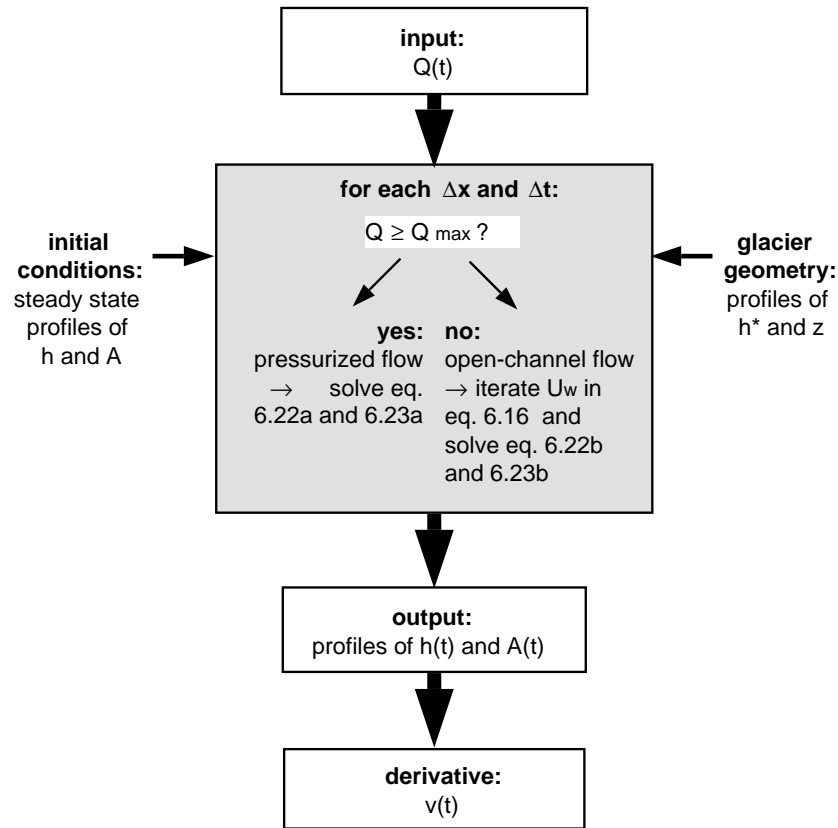 input:
Q(t)
for each Δx and Δt:
Q ≥ Q max ?
initial
conditions:
steady state
profiles of
h and A
glacier
geometry:
profiles of
h* and z
yes:
pressurized flow
→ solve eq.
6.22a and 6.23a
no:
open-channel flow
→ iterate Uw in
eq. 6.16 and
solve eq. 6.22b
and 6.23b
output:
profiles of h(t) and A(t)
derivative:
v(t)